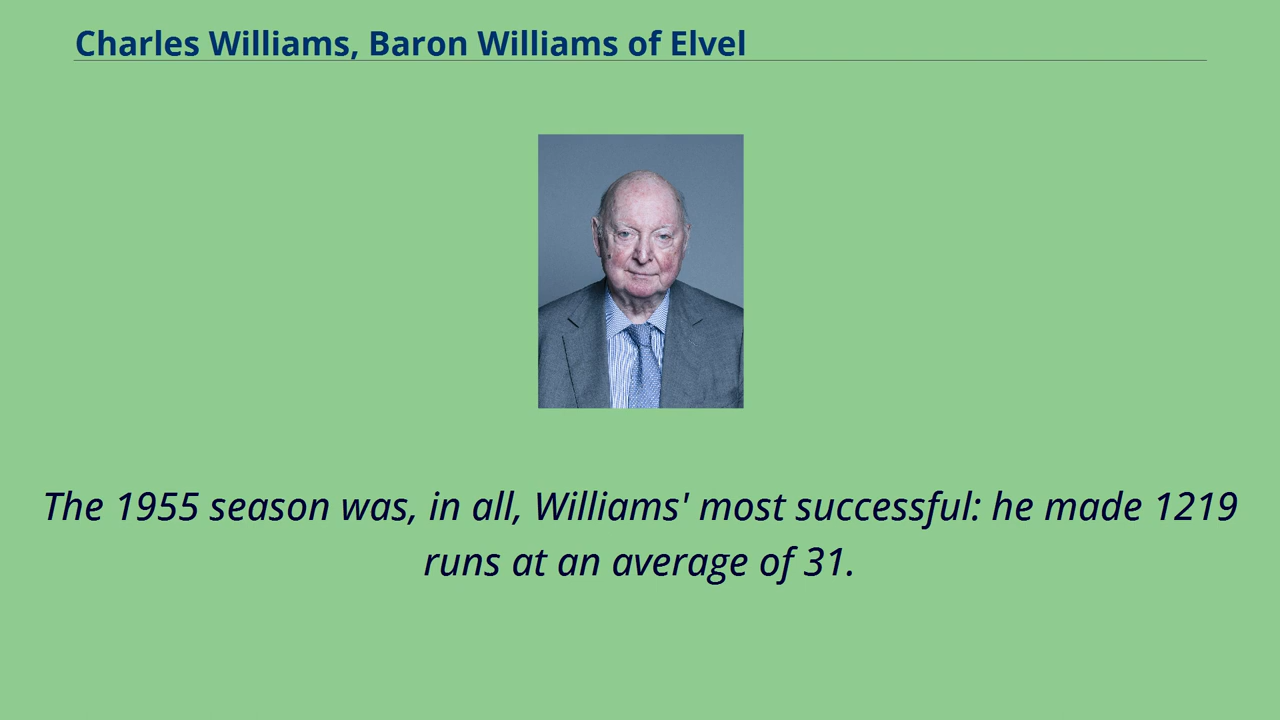 Charles Williams, Baron Williams of Elvel
The 1955 season was, in all, Williams' most successful: he made 1219
runs at an average of 31.